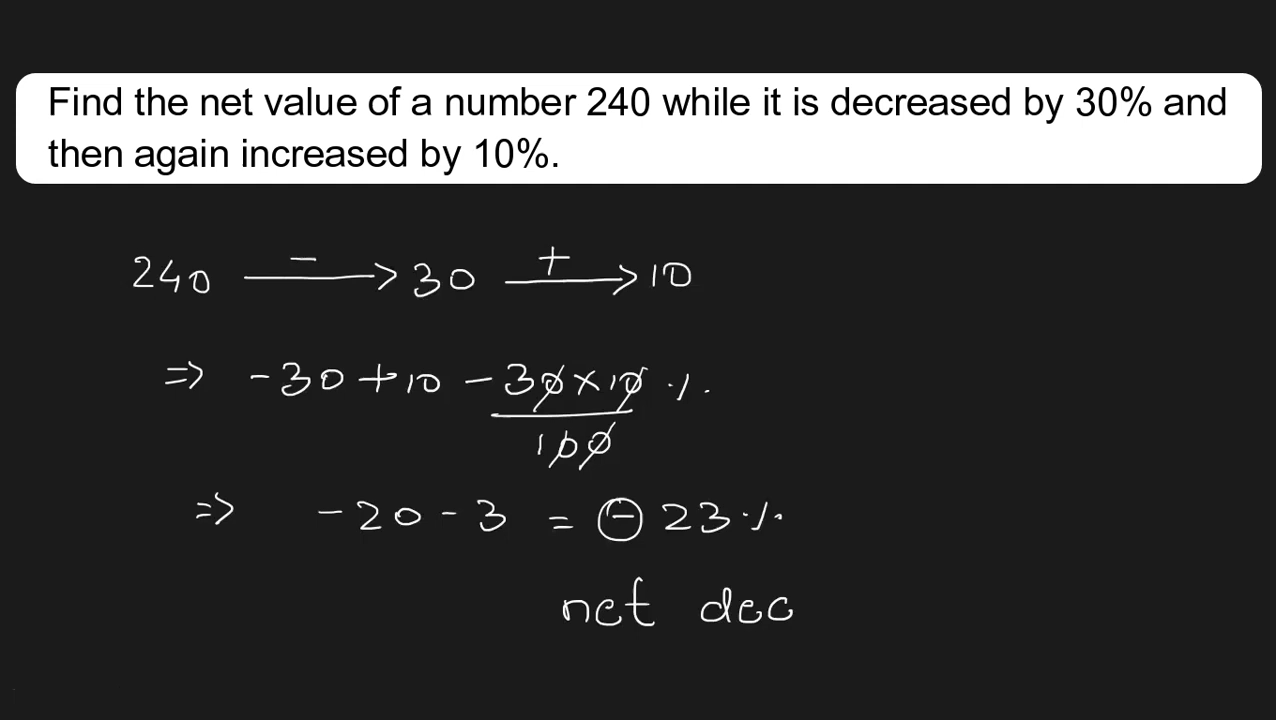 Find the net value of a number 240 while it is decreased by 30% and
then again increased by 10%.
240 —⁻→ 30 —⁺→ 10
=> -30 + 10 - 30 × 10 / 100 %.
=> -20 - 3 = ⊖ 23%.
net dec